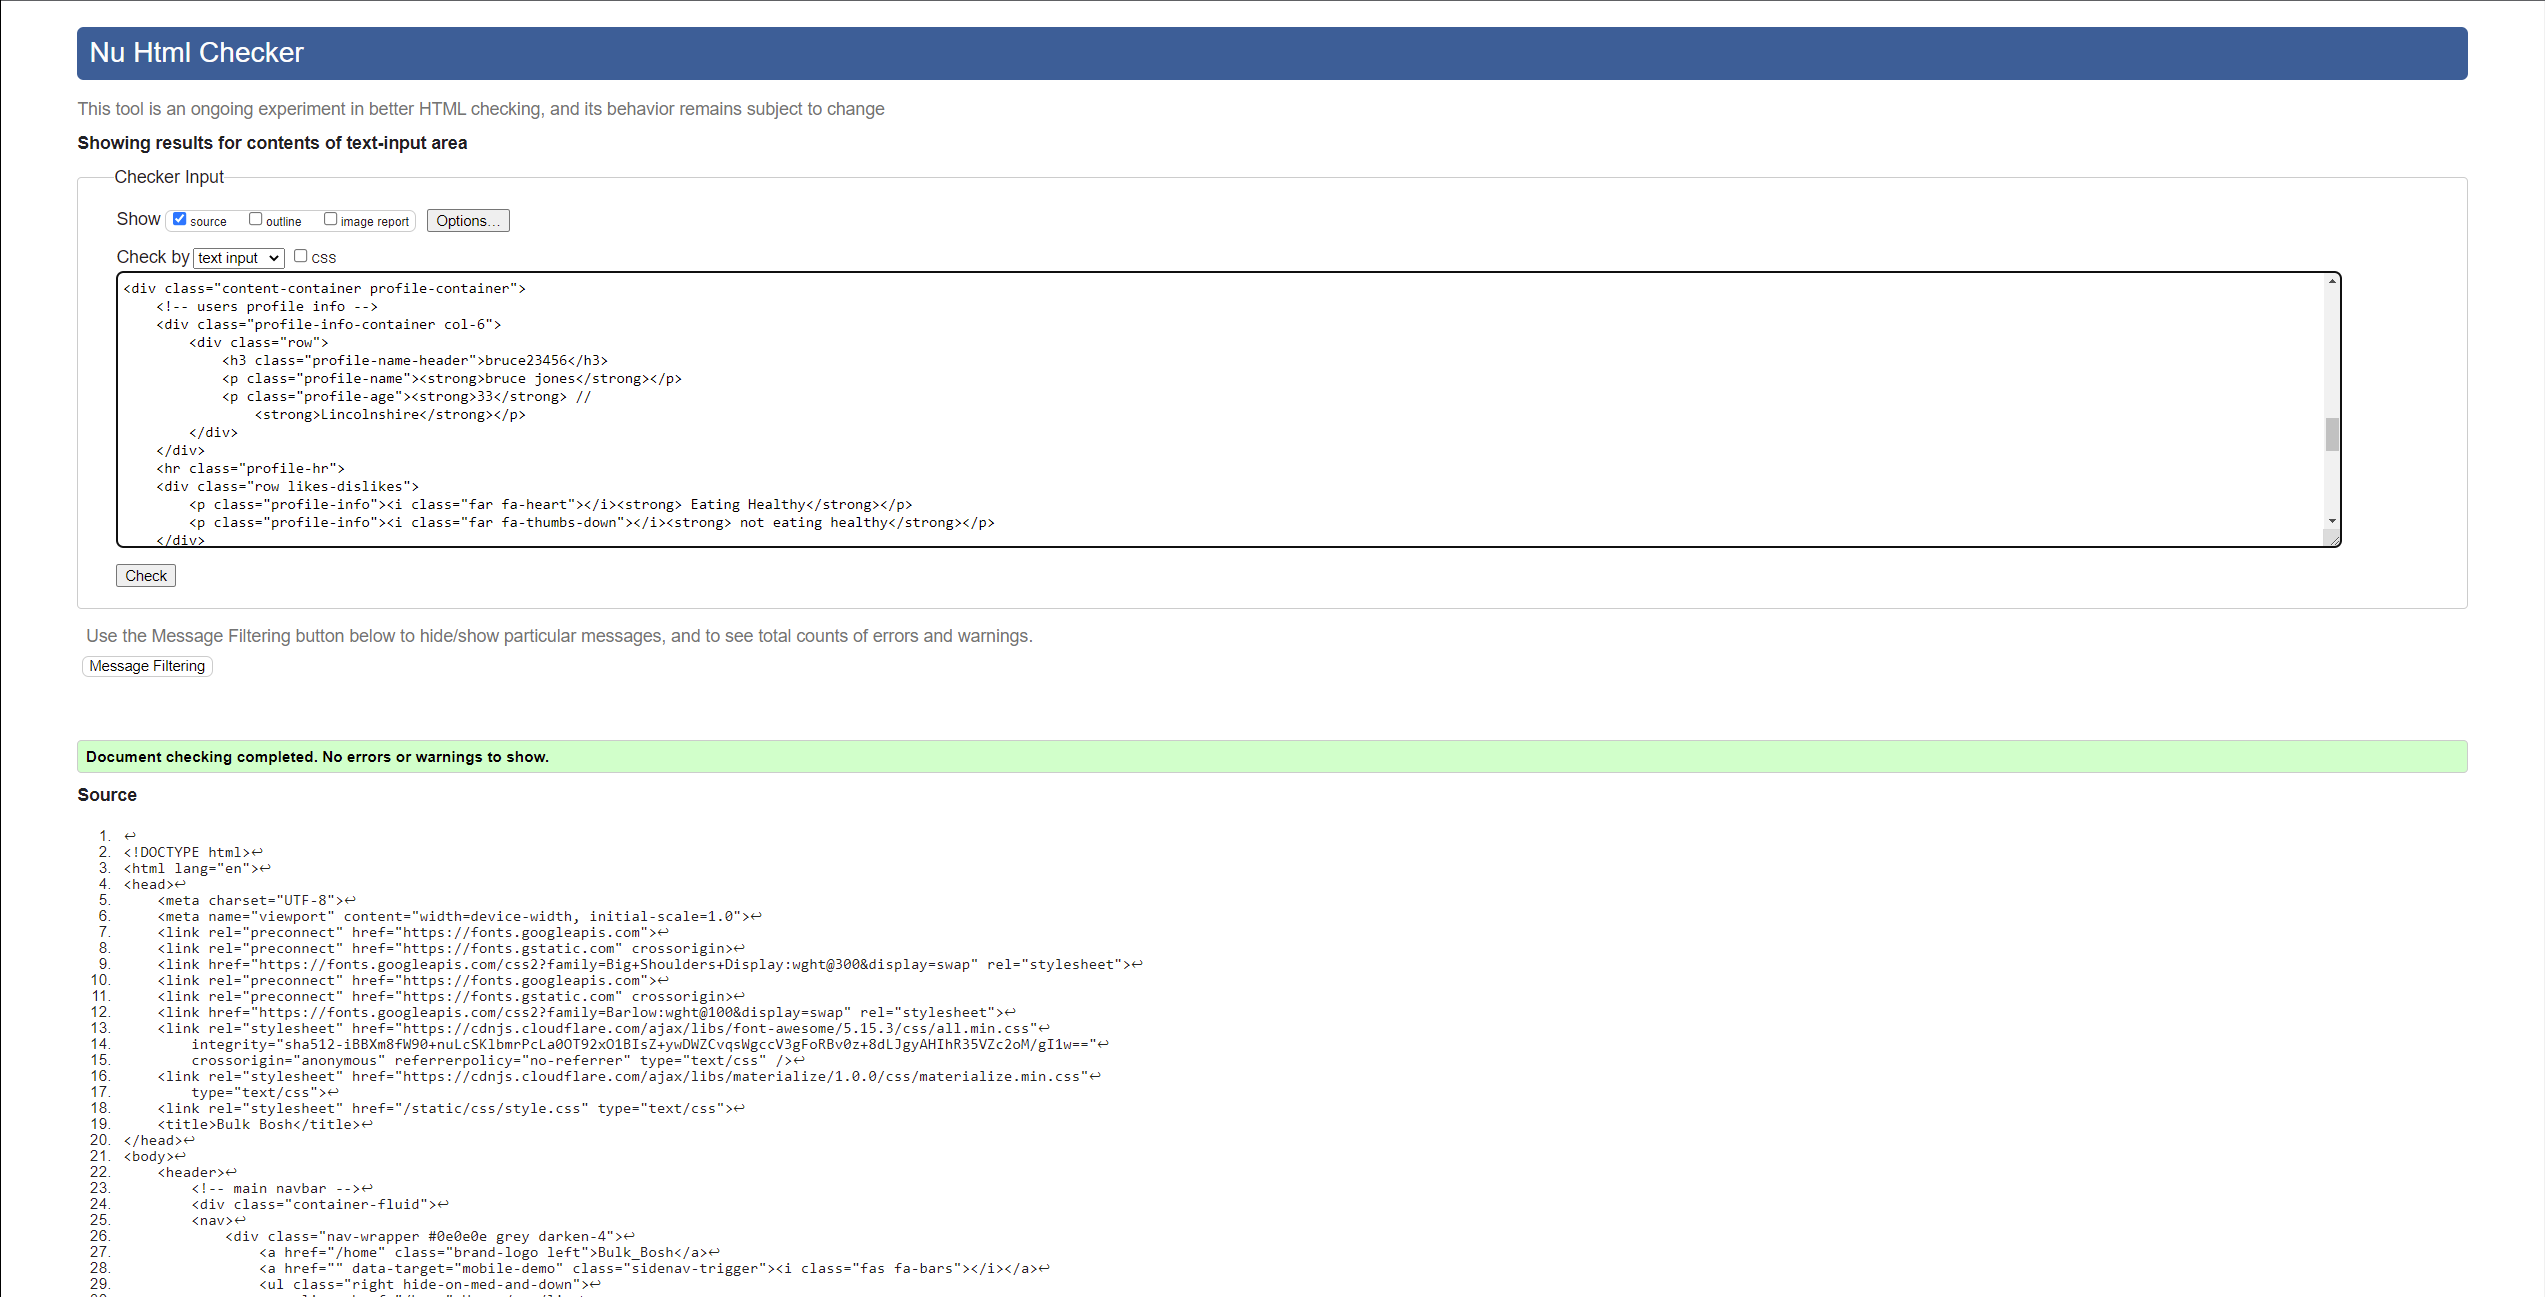 Nu Html Checker
This tool is an ongoing experiment in better HTML checking, and its behavior remains subject to change
Showing results for contents of text-input area
Checker Input
Show source outline image report Options...
Check by text input CSS
<div class="content-container profile-container">
<!-- users profile info -->
<div class="profile-info-container col-6">
<div class="row">
<h3 class="profile-name-header">bruce23456</h3>
<p class="profile-name"><strong>bruce jones</strong></p>
<p class="profile-age"><strong>33</strong> //
<strong>Lincolnshire</strong></p>
</div>
</div>
<hr class="profile-hr">
<div class="row likes-dislikes">
<p class="profile-info"><i class="far fa-heart"></i><strong> Eating Healthy</strong></p>
<p class="profile-info"><i class="far fa-thumbs-down"></i><strong> not eating healthy</strong></p>
</div>
Check
Use the Message Filtering button below to hide/show particular messages, and to see total counts of errors and warnings.
Message Filtering
Document checking completed. No errors or warnings to show.
Source
1. ↩
2. <!DOCTYPE html>↩
3. <html lang="en">↩
4. <head>↩
5. <meta charset="UTF-8">↩
6. <meta name="viewport" content="width=device-width, initial-scale=1.0">↩
7. <link rel="preconnect" href="https://fonts.googleapis.com">↩
8. <link rel="preconnect" href="https://fonts.gstatic.com" crossorigin>↩
9. <link href="https://fonts.googleapis.com/css2?family=Big+Shoulders+Display:wght@300&display=swap" rel="stylesheet">↩
10. <link rel="preconnect" href="https://fonts.googleapis.com">↩
11. <link rel="preconnect" href="https://fonts.gstatic.com" crossorigin>↩
12. <link href="https://fonts.googleapis.com/css2?family=Barlow:wght@100&display=swap" rel="stylesheet">↩
13. <link rel="stylesheet" href="https://cdnjs.cloudflare.com/ajax/libs/font-awesome/5.15.3/css/all.min.css"↩
14. integrity="sha512-iBBXm8fW90+nuLcSKlbmrPcLa0OT92xO1BIsZ+ywDWZCvqsWgccV3gFoRBv0z+8dLJgyAHIhR35VZc2oM/gI1w=="↩
15. crossorigin="anonymous" referrerpolicy="no-referrer" type="text/css" />↩
16. <link rel="stylesheet" href="https://cdnjs.cloudflare.com/ajax/libs/materialize/1.0.0/css/materialize.min.css"↩
17. type="text/css">↩
18. <link rel="stylesheet" href="/static/css/style.css" type="text/css">↩
19. <title>Bulk Bosh</title>↩
20. </head>↩
21. <body>↩
22. <header>↩
23. <!-- main navbar -->↩
24. <div class="container-fluid">↩
25. <nav>↩
26. <div class="nav-wrapper #0e0e0e grey darken-4">↩
27. <a href="/home" class="brand-logo left">Bulk_Bosh</a>↩
28. <a href="" data-target="mobile-demo" class="sidenav-trigger"><i class="fas fa-bars"></i></a>↩
29. <ul class="right hide-on-med-and-down">↩